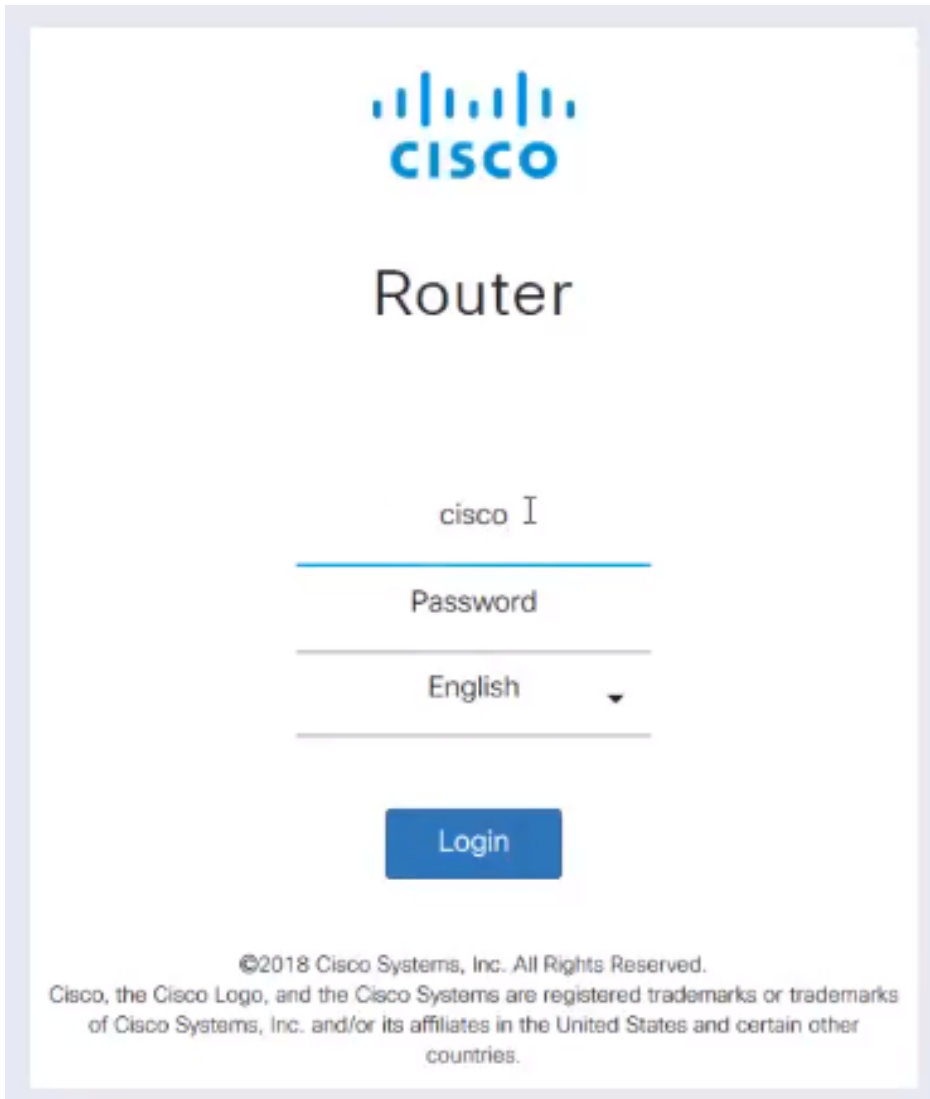 CISCO
Router
cisco
Password
English
Login
©2018 Cisco Systems, Inc. All Rights Reserved.
Cisco, the Cisco Logo, and the Cisco Systems are registered trademarks or trademarks
of Cisco Systems, Inc. and/or its affiliates in the United States and certain other
countries.